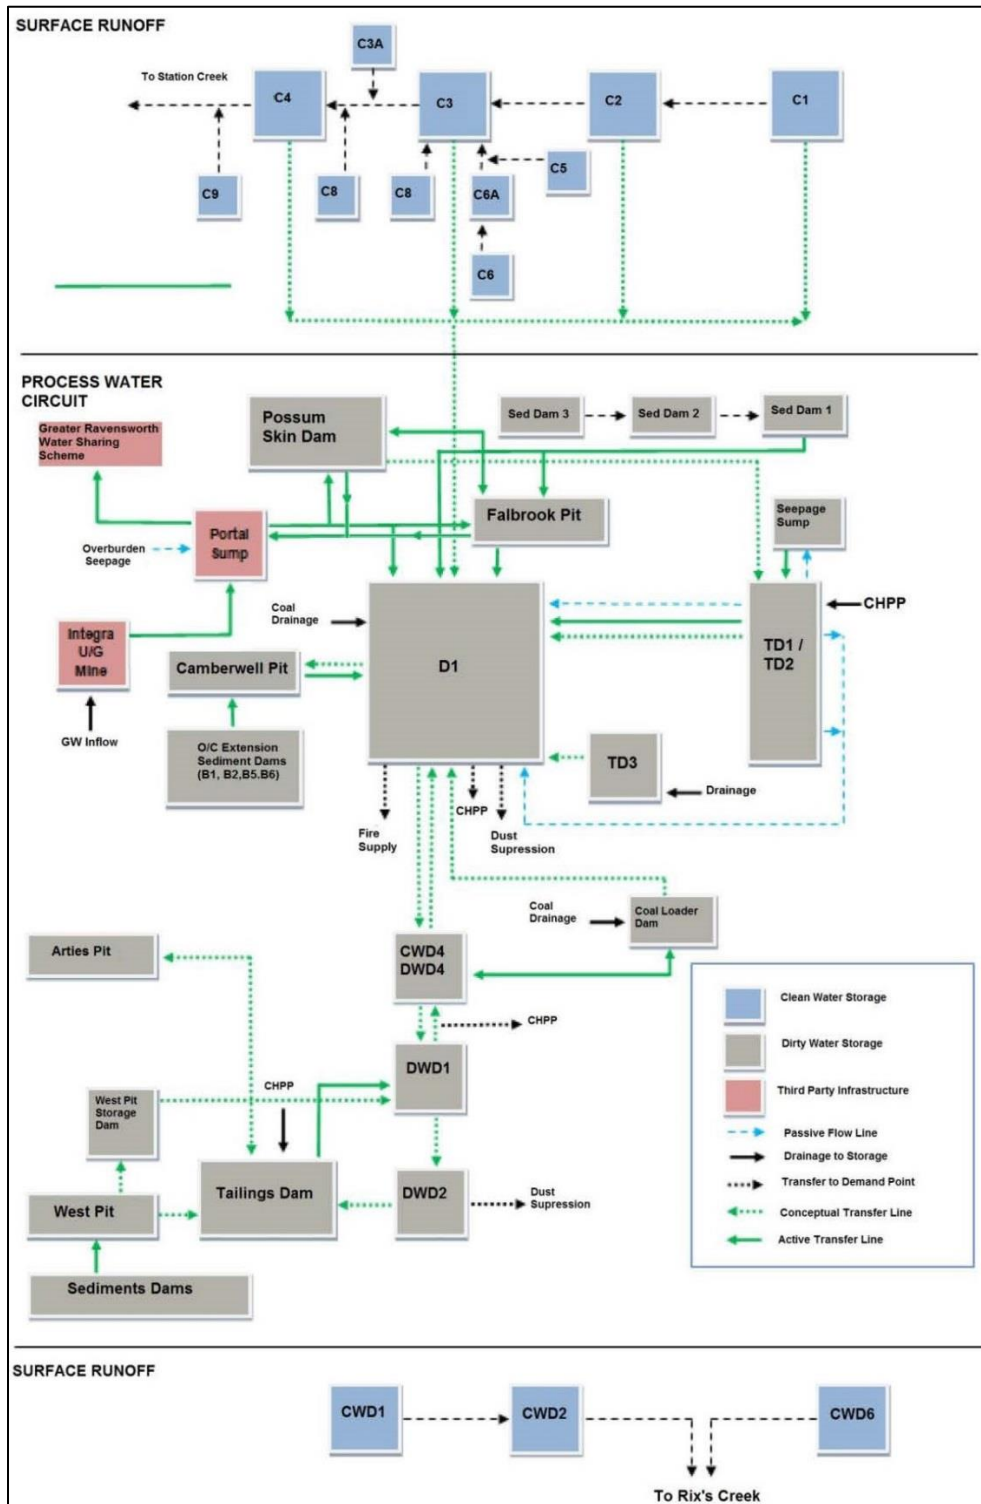 SURFACE RUNOFF
C3A
To Station Creek
C4
C3
C2
C1
C9
C8
C8
C6A
C5
C6
PROCESS WATER
CIRCUIT
Greater Ravensworth
Water Sharing
Scheme
Possum
Skin Dam
Sed Dam 3
Sed Dam 2
Sed Dam 1
Falbrook Pit
Seepage
Sump
Portal
Sump
Overburden
Seepage
Coal
Drainage
CHPP
Integra
U/G
Mine
Camberwell Pit
D1
TD1 /
TD2
GW Inflow
O/C Extension
Sediment Dams
(B1, B2,B5.B6)
TD3
Drainage
Fire
Supply
CHPP
Dust
Supression
Coal
Drainage
Coal Loader
Dam
Arties Pit
CWD4
DWD4
CHPP
DWD1
West Pit
Storage
Dam
CHPP
Tailings Dam
DWD2
Dust
Supression
West Pit
Sediments Dams
Clean Water Storage
Dirty Water Storage
Third Party Infrastructure
Passive Flow Line
Drainage to Storage
Transfer to Demand Point
Conceptual Transfer Line
Active Transfer Line
SURFACE RUNOFF
CWD1
CWD2
CWD6
To Rix's Creek